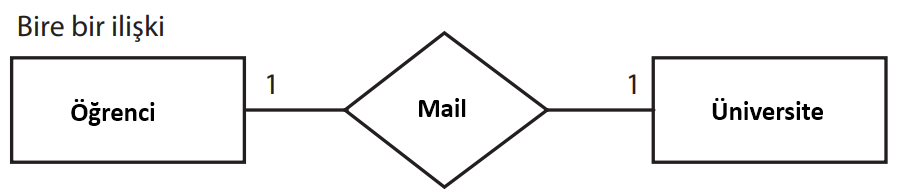 Bire bir ilişki
Öğrenci
1
Mail
1
Üniversite